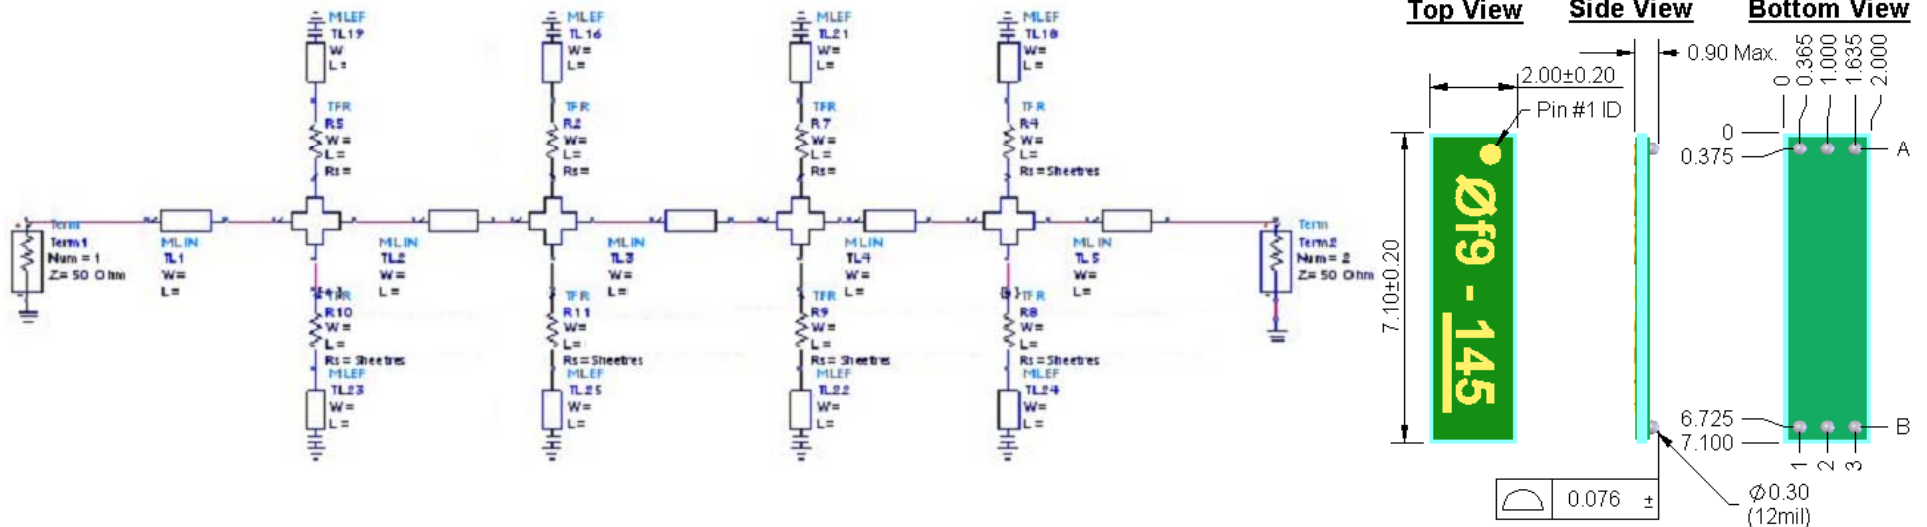 MLEF
TL19
W
L=
TFR
R5
W=
L=
Rs=
MLEF
TL16
W=
L=
TFR
R2
W=
L=
Rs=
MLEF
TL21
W=
L=
TFR
R7
W=
L=
Rs=
MLEF
TL18
W=
L=
TFR
R4
W=
L=
Rs=Sheetres
Term
Term1
Num=1
Z=50 Ohm
MLIN
TL1
W=
L=
MLIN
TL2
W=
L=
MLIN
TL3
W=
L=
MLIN
TL4
W=
L=
MLIN
TL5
W=
L=
Term
Term2
Num=2
Z=50 Ohm
TFR
R10
W=
L=
Rs=Sheetres
MLEF
TL23
W=
L=
TFR
R11
W=
L=
Rs=Sheetres
MLEF
TL25
W=
L=
TFR
R9
W=
L=
Rs=Sheetres
MLEF
TL22
W=
L=
TFR
R8
W=
L=
Rs=Sheetres
MLEF
TL24
W=
L=
Top View
Side View
Bottom View
2.00±0.20
Pin #1 ID
7.10±0.20
Øf9 - 145
0.90 Max.
0
0.365
1.000
1.635
2.000
0
0.375
A
6.725
7.100
B
1
2
3
0.076 ±
Ø0.30
(12mil)